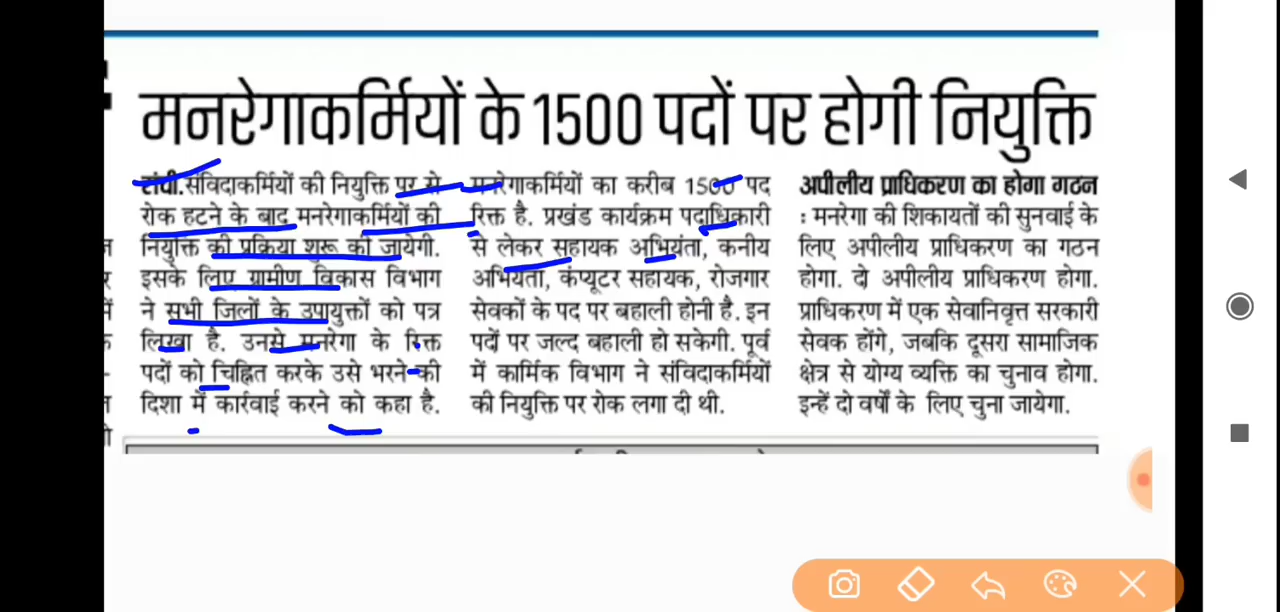 मनरेगाकर्मियों के 1500 पदों पर होगी नियुक्ति
रांची.संविदाकर्मियों की नियुक्ति पर से
रोक हटने के बाद मनरेगाकर्मियों की
नियुक्ति की प्रक्रिया शुरू की जायेगी.
इसके लिए ग्रामीण विकास विभाग
ने सभी जिलों के उपायुक्तों को पत्र
लिखा है. उनसे मनरेगा के रिक्त
पदों को चिह्नित करके उसे भरने की
दिशा में कार्रवाई करने को कहा है.
मनरेगाकर्मियों का करीब 1500 पद
रिक्त है. प्रखंड कार्यक्रम पदाधिकारी
से लेकर सहायक अभियंता, कनीय
अभियंता, कंप्यूटर सहायक, रोजगार
सेवकों के पद पर बहाली होनी है. इन
पदों पर जल्द बहाली हो सकेगी. पूर्व
में कार्मिक विभाग ने संविदाकर्मियों
की नियुक्ति पर रोक लगा दी थी.
अपीलीय प्राधिकरण का होगा गठन
: मनरेगा की शिकायतों की सुनवाई के
लिए अपीलीय प्राधिकरण का गठन
होगा. दो अपीलीय प्राधिकरण होगा.
प्राधिकरण में एक सेवानिवृत्त सरकारी
सेवक होंगे, जबकि दूसरा सामाजिक
क्षेत्र से योग्य व्यक्ति का चुनाव होगा.
इन्हें दो वर्षों के लिए चुना जायेगा.